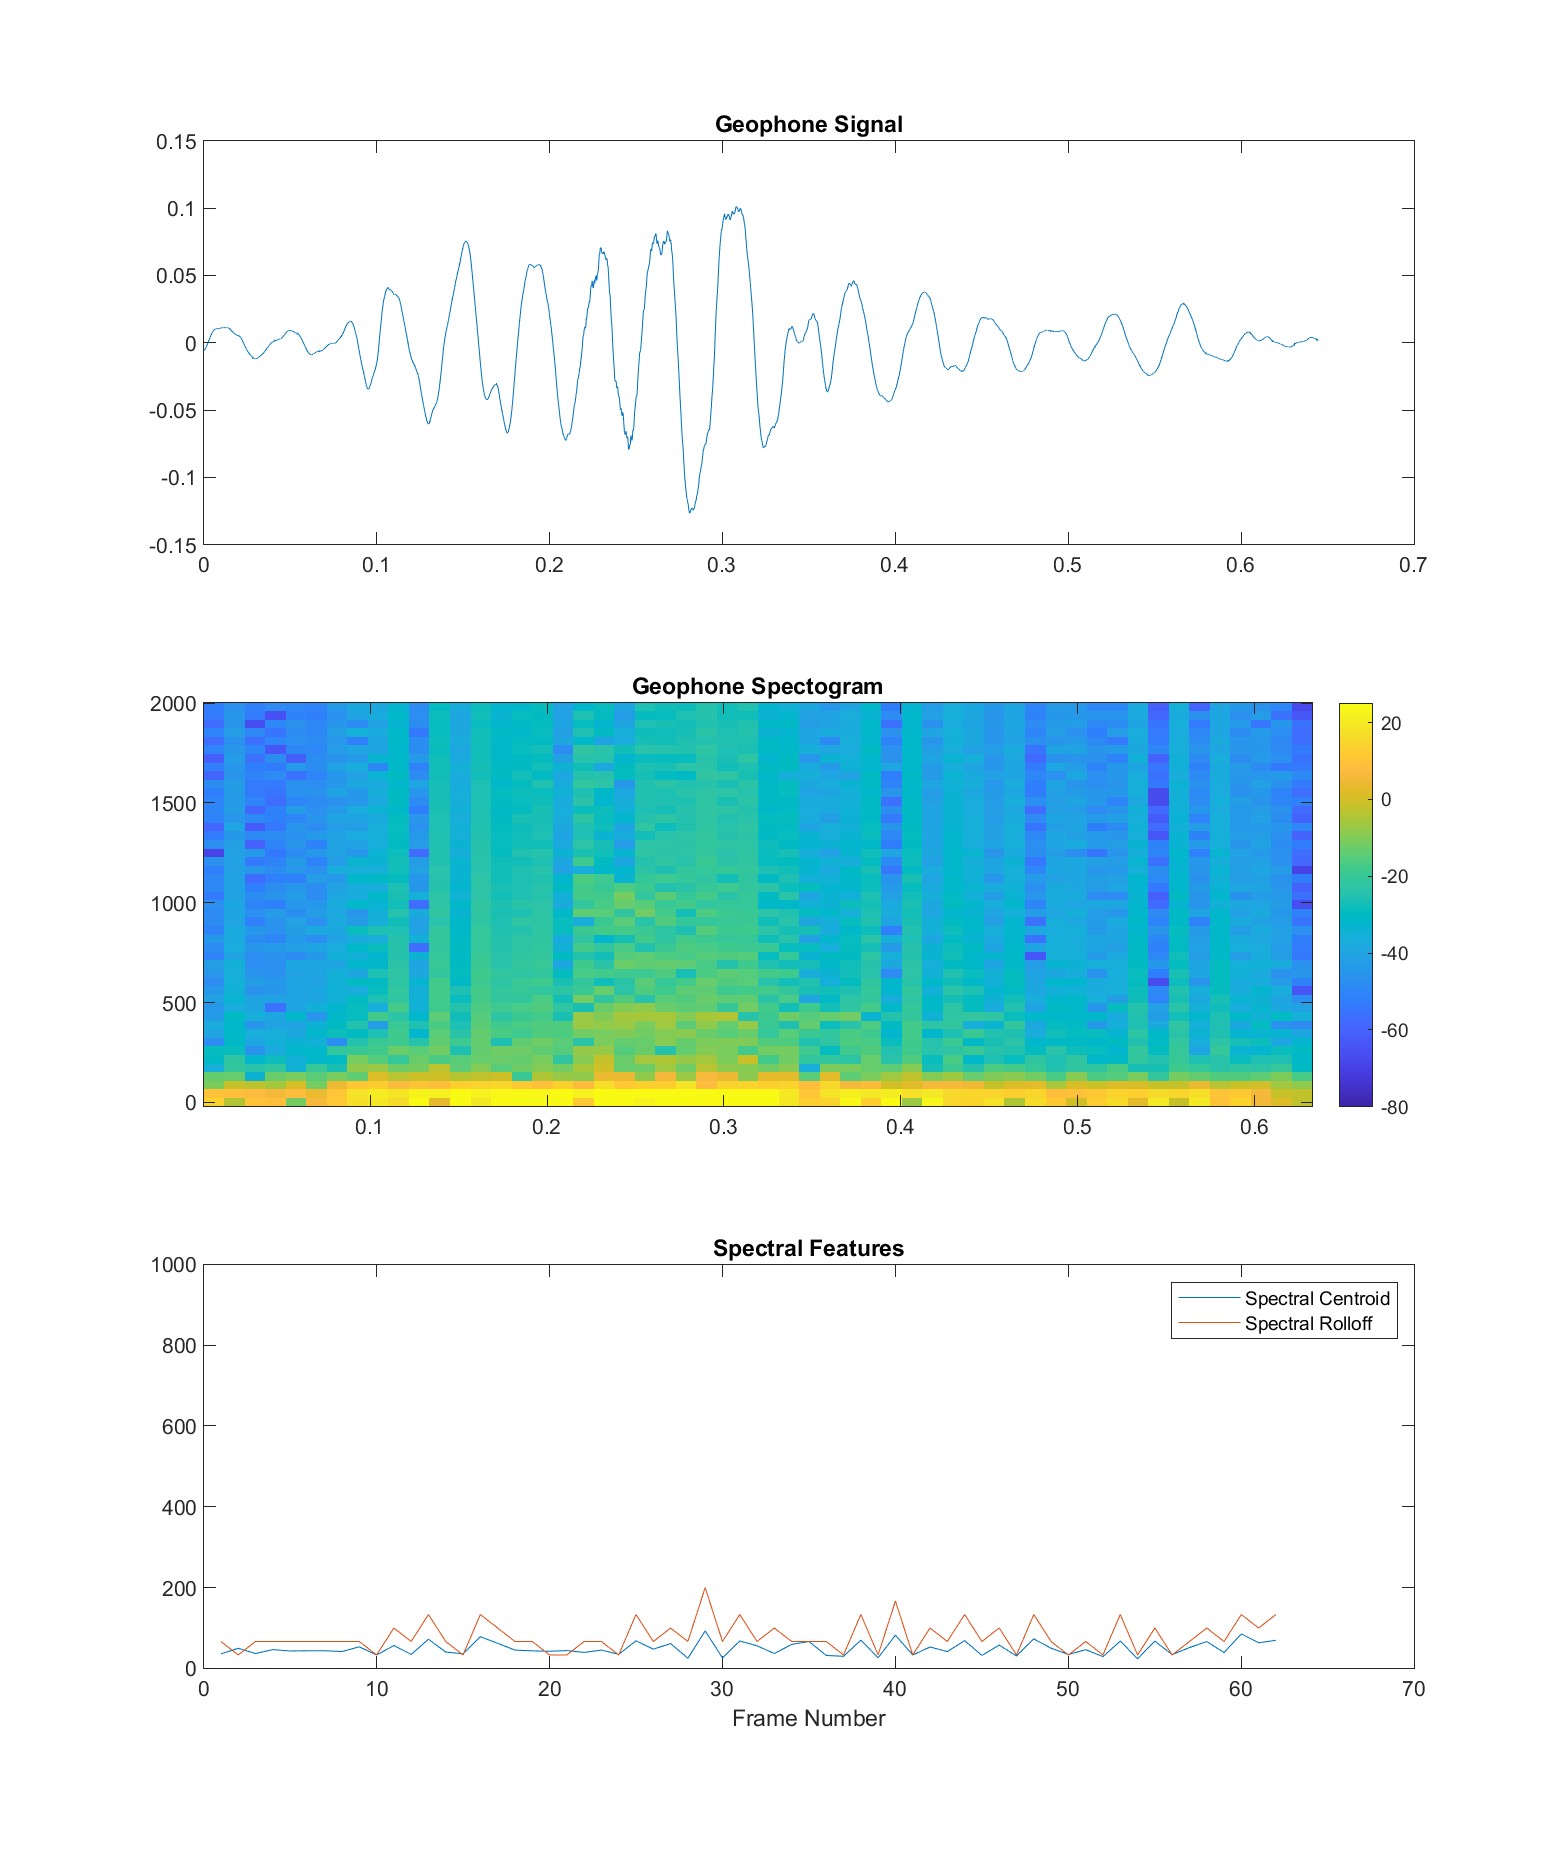 Geophone Signal
0.15
0.1
0.05
0
-0.05
-0.1
-0.15
0 0.1 0.2 0.3 0.4 0.5 0.6 0.7
Geophone Spectogram
2000
1500
1000
500
0
0.1 0.2 0.3 0.4 0.5 0.6
20
0
-20
-40
-60
-80
Spectral Features
1000
800
600
400
200
0
Spectral Centroid
Spectral Rolloff
0 10 20 30 40 50 60 70
Frame Number